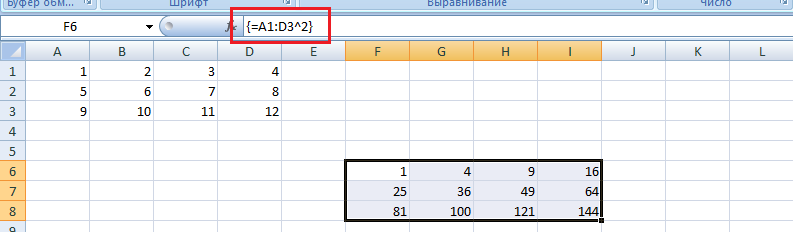 Буфер обм... Шрифт Выравнивание Число
F6 fx {=A1:D3^2}
A B C D E F G H I J K L
1 1 2 3 4
2 5 6 7 8
3 9 10 11 12
4
5
6 1 4 9 16
7 25 36 49 64
8 81 100 121 144
9